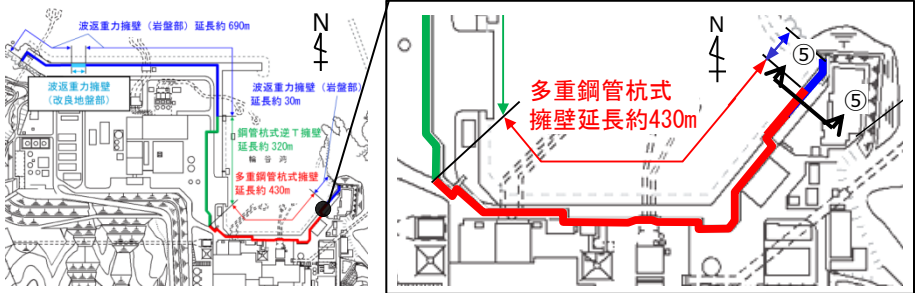 波返重力擁壁（岩盤部）延長約690m
N
波返重力擁壁
（改良地盤部）
波返重力擁壁（岩盤部）
延長約30m
鋼管杭式逆T擁壁
延長約320m
輪谷湾
多重鋼管杭式擁壁
延長約430m
N
⑤
⑤
多重鋼管杭式
擁壁延長約430m